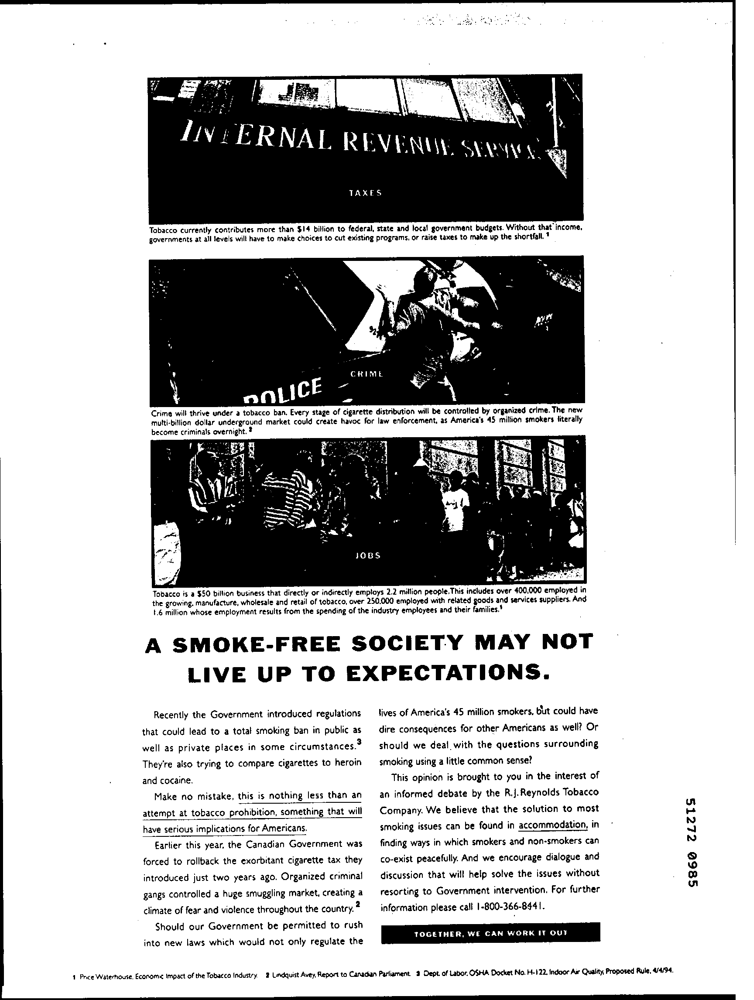 INTERNAL REVENUE SERVICE
TAXES
Tobacco currently contributes more than $14 billion to federal, state and local government budgets. Without that income,
governments at all levels will have to make choices to cut existing programs, or raise taxes to make up the shortfall. 1
CRIME
POLICE
Crime will thrive under a tobacco ban. Every stage of cigarette distribution will be controlled by organized crime. The new
multi-billion dollar underground market could create havoc for law enforcement, as America's 45 million smokers literally
become criminals overnight. 2
JOBS
Tobacco is a $50 billion business that directly or indirectly employs 2.2 million people. This includes over 400,000 employed in
the growing, manufacture, wholesale and retail of tobacco, over 250,000 employed with related goods and services suppliers. And
1.6 million whose employment results from the spending of the industry employees and their families. 1
A SMOKE-FREE SOCIETY MAY NOT
LIVE UP TO EXPECTATIONS.
Recently the Government introduced regulations
that could lead to a total smoking ban in public as
well as private places in some circumstances. 3
They're also trying to compare cigarettes to heroin
and cocaine.
Make no mistake, this is nothing less than an
attempt at tobacco prohibition, something that will
have serious implications for Americans.
Earlier this year, the Canadian Government was
forced to rollback the exorbitant cigarette tax they
introduced just two years ago. Organized criminal
gangs controlled a huge smuggling market, creating a
climate of fear and violence throughout the country. 2
Should our Government be permitted to rush
into new laws which would not only regulate the
lives of America's 45 million smokers, but could have
dire consequences for other Americans as well? Or
should we deal with the questions surrounding
smoking using a little common sense?
This opinion is brought to you in the interest of
an informed debate by the R.J. Reynolds Tobacco
Company. We believe that the solution to most
smoking issues can be found in accommodation, in
finding ways in which smokers and non-smokers can
co-exist peacefully. And we encourage dialogue and
discussion that will help solve the issues without
resorting to Government intervention. For further
information please call 1-800-366-8441.
TOGETHER, WE CAN WORK IT OUT
51272 0985
1 Price Waterhouse, Economic Impact of the Tobacco Industry 2 Lindquist Avey, Report to Canadian Parliament 3 Dept. of Labor, OSHA Docket No. H-122, Indoor Air Quality, Proposed Rule, 4/4/94.